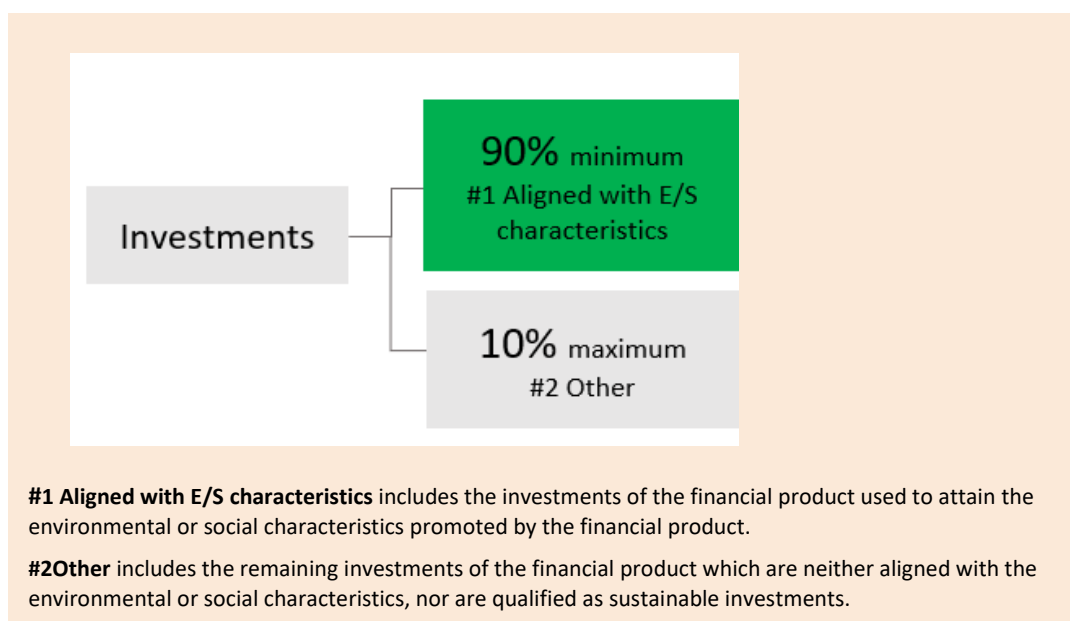 90% minimum
#1 Aligned with E/S
characteristics
Investments
10% maximum
#2 Other
#1 Aligned with E/S characteristics includes the investments of the financial product used to attain the
environmental or social characteristics promoted by the financial product.
#2Other includes the remaining investments of the financial product which are neither aligned with the
environmental or social characteristics, nor are qualified as sustainable investments.